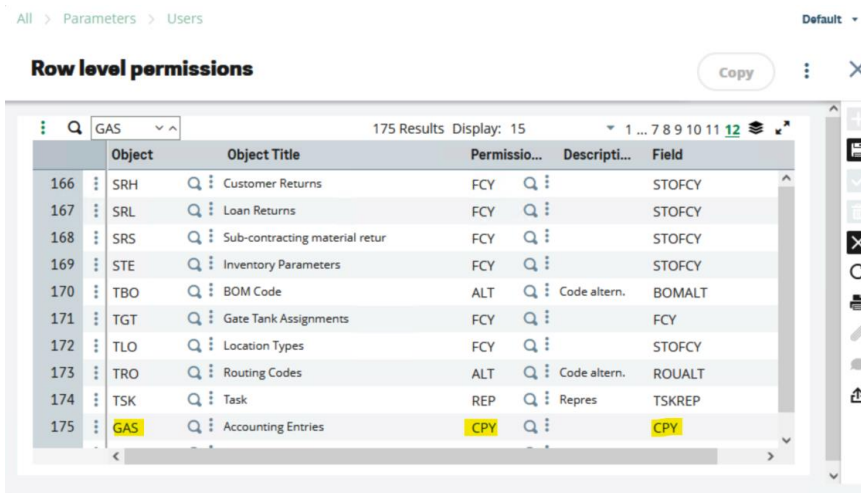 All > Parameters > Users
Default
Row level permissions
Copy
GAS
175 Results Display: 15
1 ... 7 8 9 10 11 12
Object Object Title Permissio... Descripti... Field
166 SRH Customer Returns FCY STOFCY
167 SRL Loan Returns FCY STOFCY
168 SRS Sub-contracting material retur FCY STOFCY
169 STE Inventory Parameters FCY STOFCY
170 TBO BOM Code ALT Code altern. BOMALT
171 TGT Gate Tank Assignments FCY FCY
172 TLO Location Types FCY STOFCY
173 TRO Routing Codes ALT Code altern. ROUALT
174 TSK Task REP Repres TSKREP
175 GAS Accounting Entries CPY CPY